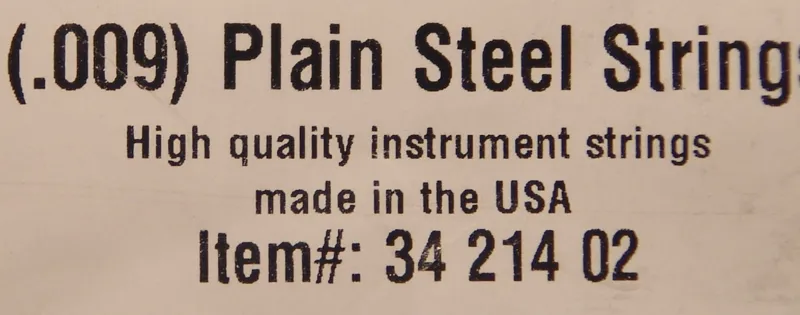 (.009) Plain Steel Strings
High quality instrument strings
made in the USA
Item#: 34 214 02